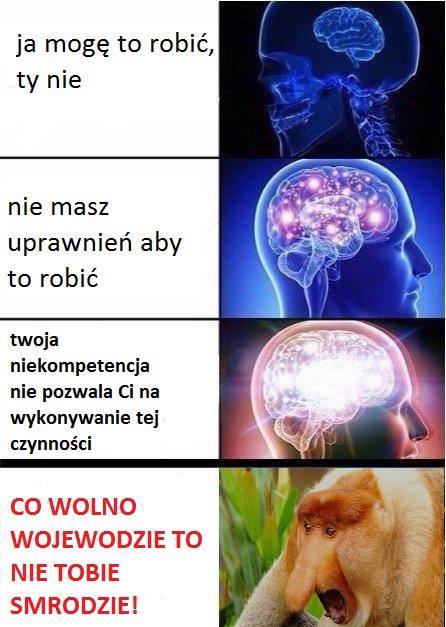 ja mogę to robić,
ty nie
nie masz
uprawnień aby
to robić
twoja
niekompetencja
nie pozwala Ci na
wykonywanie tej
czynności
CO WOLNO
WOJEWODZIE TO
NIE TOBIE
SMRODZIE!